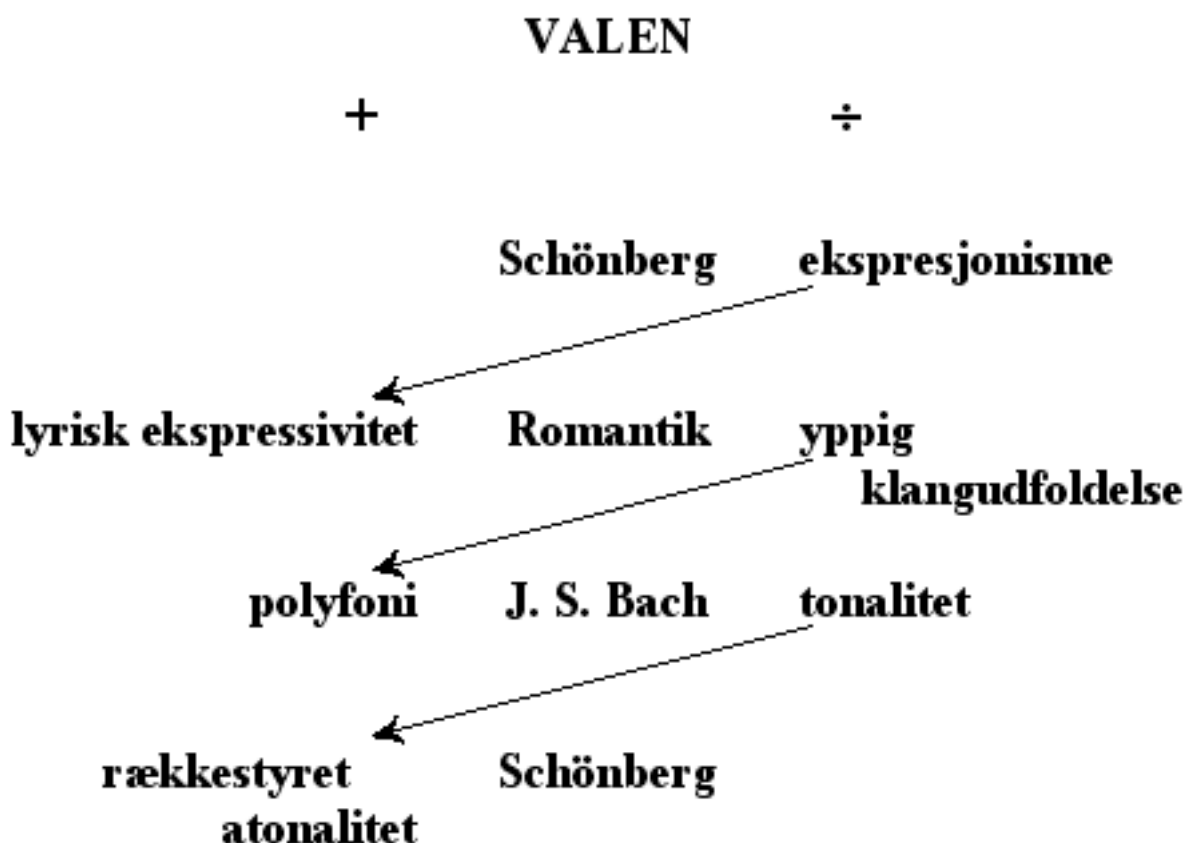 VALEN
+ ÷
Schönberg ekspresjonisme
lyrisk ekspressivitet Romantik yppig
klangudfoldelse
polyfoni J. S. Bach tonalitet
rækkestyret Schönberg
atonalitet